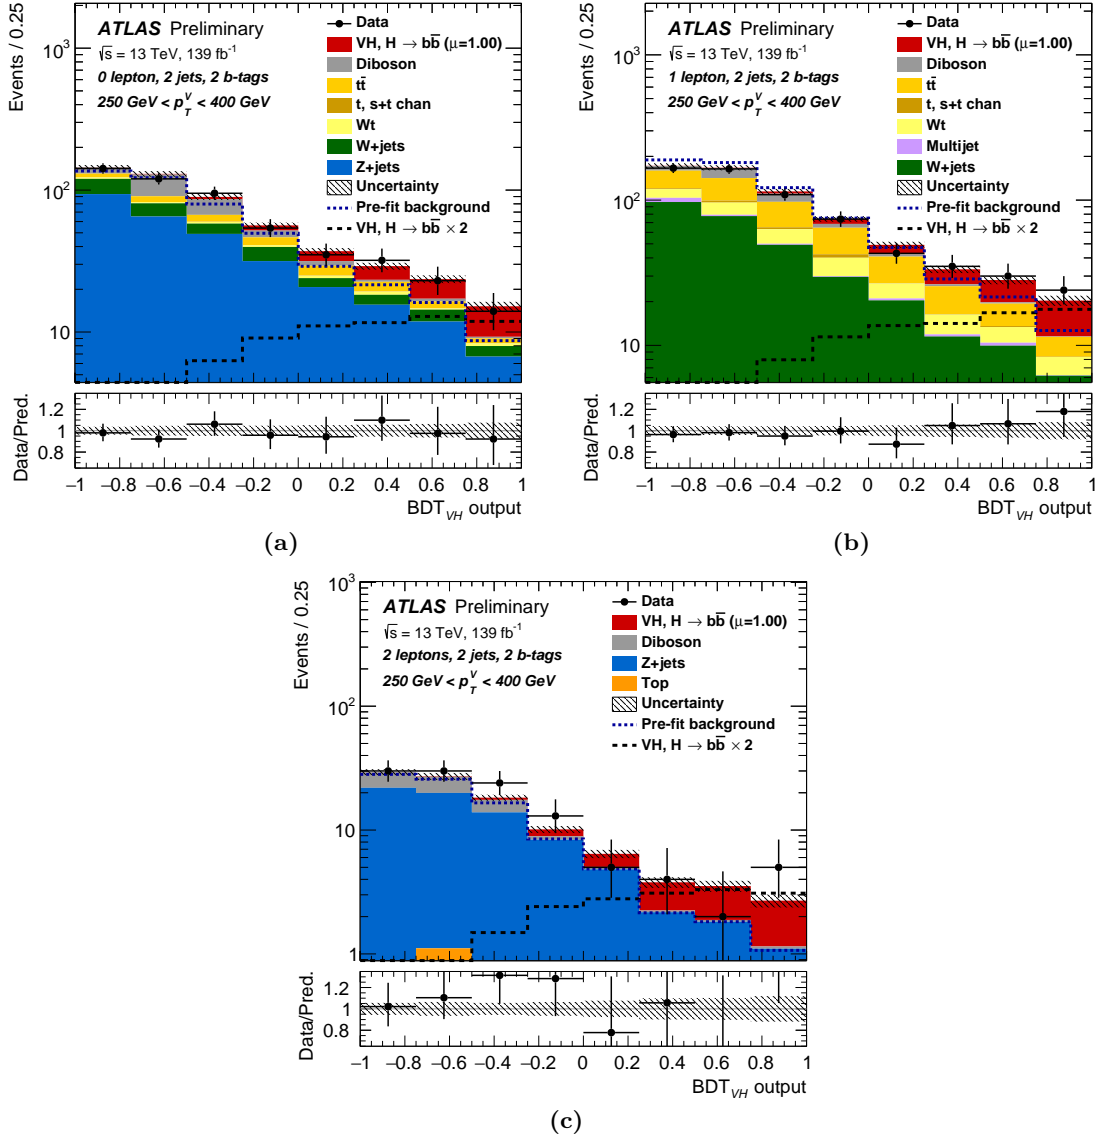 Events / 0.25
10³
10²
10
ATLAS Preliminary
√s = 13 TeV, 139 fb⁻¹
0 lepton, 2 jets, 2 b-tags
250 GeV < p_T^V < 400 GeV
Data
VH, H → bb̅ (μ=1.00)
Diboson
tt̅
t, s+t chan
Wt
W+jets
Z+jets
Uncertainty
Pre-fit background
VH, H → bb̅ × 2
Data/Pred.
1.2
1
0.8
−1 −0.8 −0.6 −0.4 −0.2 0 0.2 0.4 0.6 0.8 1
BDT_VH output
(a)
Events / 0.25
10³
10²
10
ATLAS Preliminary
√s = 13 TeV, 139 fb⁻¹
1 lepton, 2 jets, 2 b-tags
250 GeV < p_T^V < 400 GeV
Data
VH, H → bb̅ (μ=1.00)
Diboson
tt̅
t, s+t chan
Wt
Multijet
W+jets
Uncertainty
Pre-fit background
VH, H → bb̅ × 2
Data/Pred.
1.2
1
0.8
−1 −0.8 −0.6 −0.4 −0.2 0 0.2 0.4 0.6 0.8 1
BDT_VH output
(b)
Events / 0.25
10³
10²
10
1
ATLAS Preliminary
√s = 13 TeV, 139 fb⁻¹
2 leptons, 2 jets, 2 b-tags
250 GeV < p_T^V < 400 GeV
Data
VH, H → bb̅ (μ=1.00)
Diboson
Z+jets
Top
Uncertainty
Pre-fit background
VH, H → bb̅ × 2
Data/Pred.
1.2
1
0.8
−1 −0.8 −0.6 −0.4 −0.2 0 0.2 0.4 0.6 0.8 1
BDT_VH output
(c)